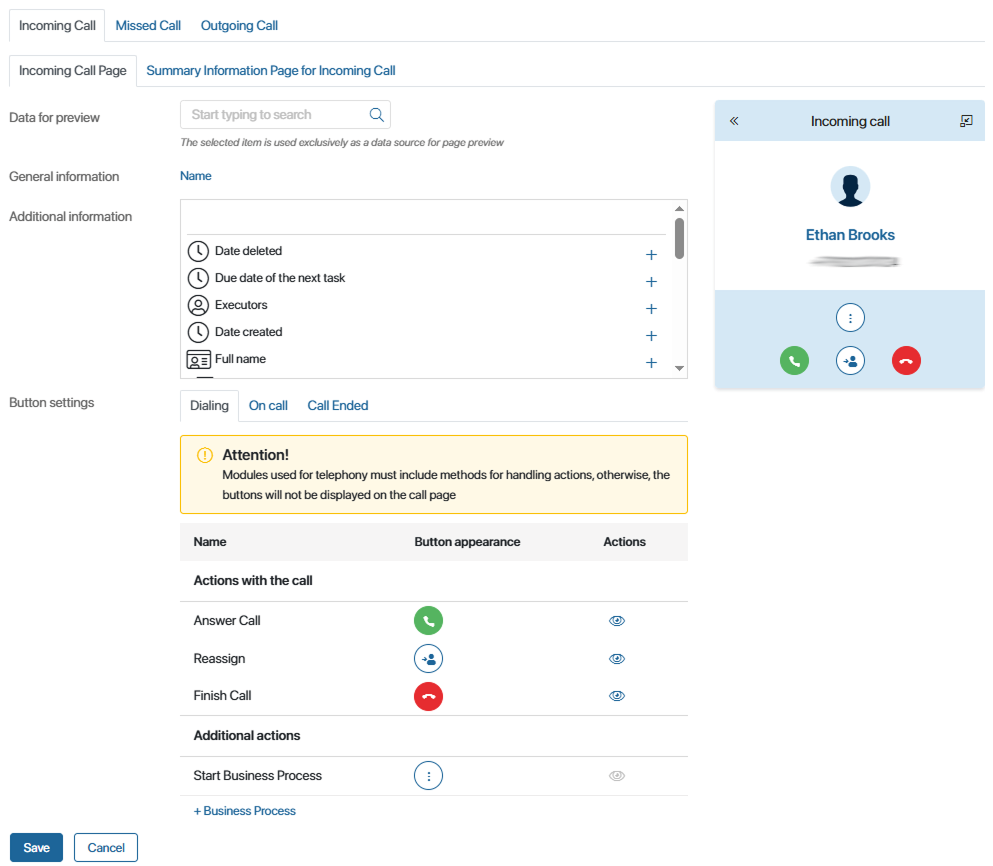 Incoming Call Missed Call Outgoing Call
Incoming Call Page Summary Information Page for Incoming Call
Data for preview
Start typing to search
The selected item is used exclusively as a data source for page preview
General information
Name
Additional information
Date deleted
Due date of the next task
Executors
Date created
Full name
Incoming call
Ethan Brooks
Button settings
Dialing On call Call Ended
Attention!
Modules used for telephony must include methods for handling actions, otherwise, the
buttons will not be displayed on the call page
Name Button appearance Actions
Actions with the call
Answer Call
Reassign
Finish Call
Additional actions
Start Business Process
+ Business Process
Save Cancel